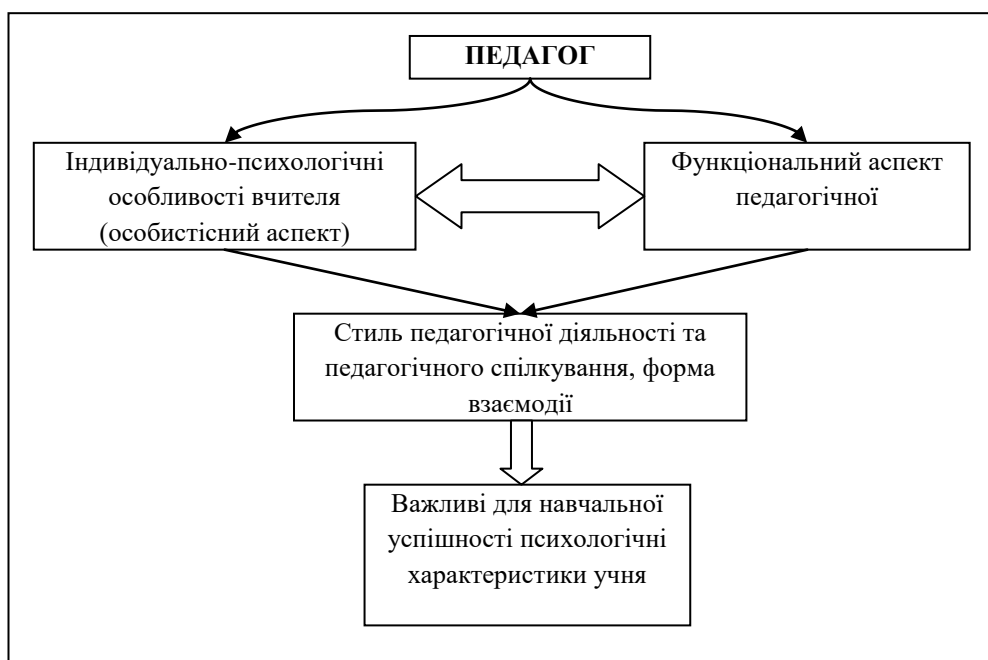 ПЕДАГОГ
Індивідуально-психологічні
особливості вчителя
(особистісний аспект)
Функціональний аспект
педагогічної
Стиль педагогічної діяльності та
педагогічного спілкування, форма
взаємодії
Важливі для навчальної
успішності психологічні
характеристики учня